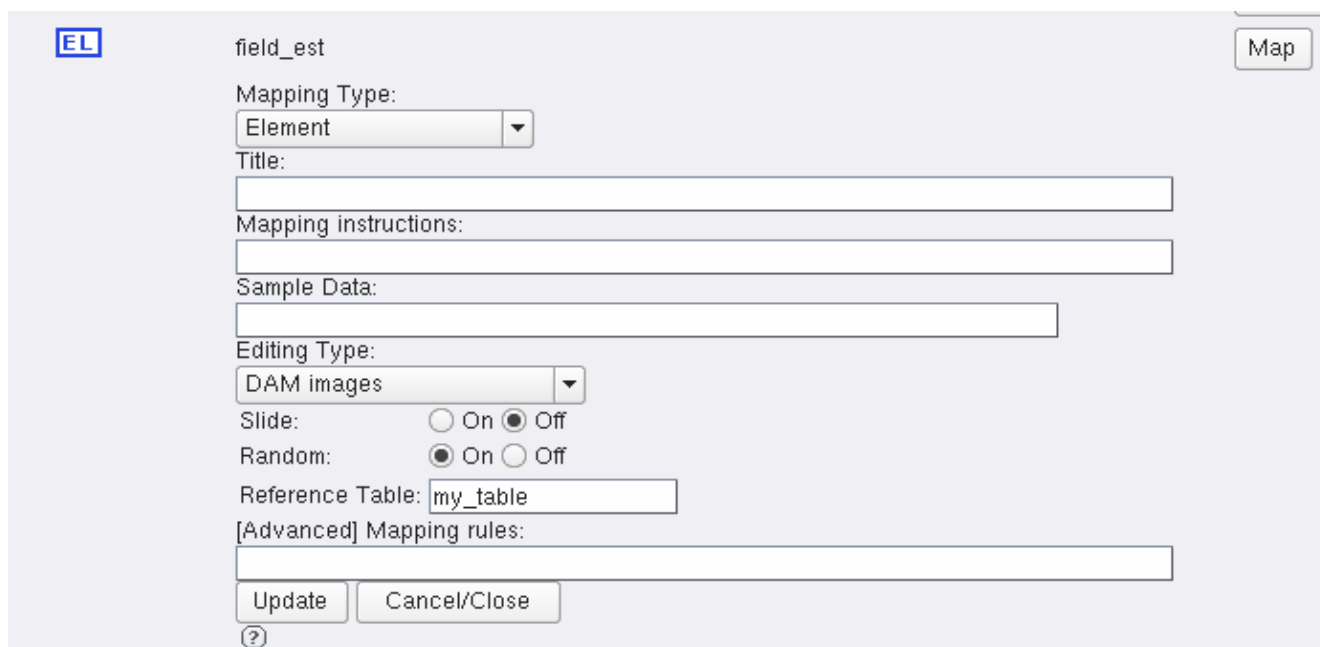 EL field_est Map
Mapping Type:
Element
Title:
Mapping instructions:
Sample Data:
Editing Type:
DAM images
Slide: On Off
Random: On Off
Reference Table: my_table
[Advanced] Mapping rules:
Update Cancel/Close
?